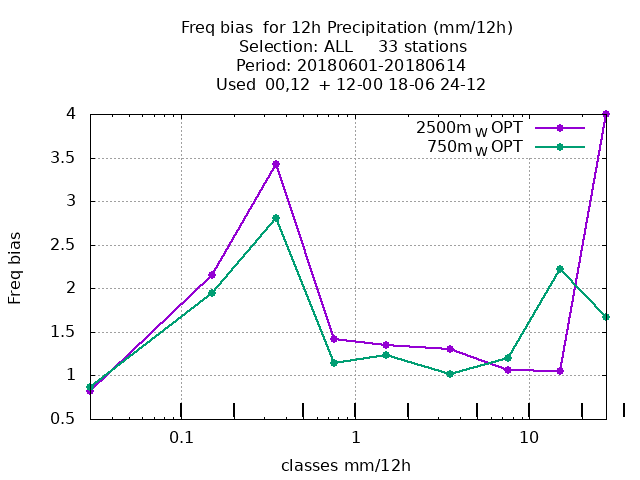 Freq bias  for 12h Precipitation (mm/12h)
Selection: ALL     33 stations
Period: 20180601-20180614
Used  00,12  + 12-00 18-06 24-12
2500m W OPT
750m W OPT
4
3.5
3
2.5
2
1.5
1
0.5
Freq bias
0.1
1
10
classes mm/12h